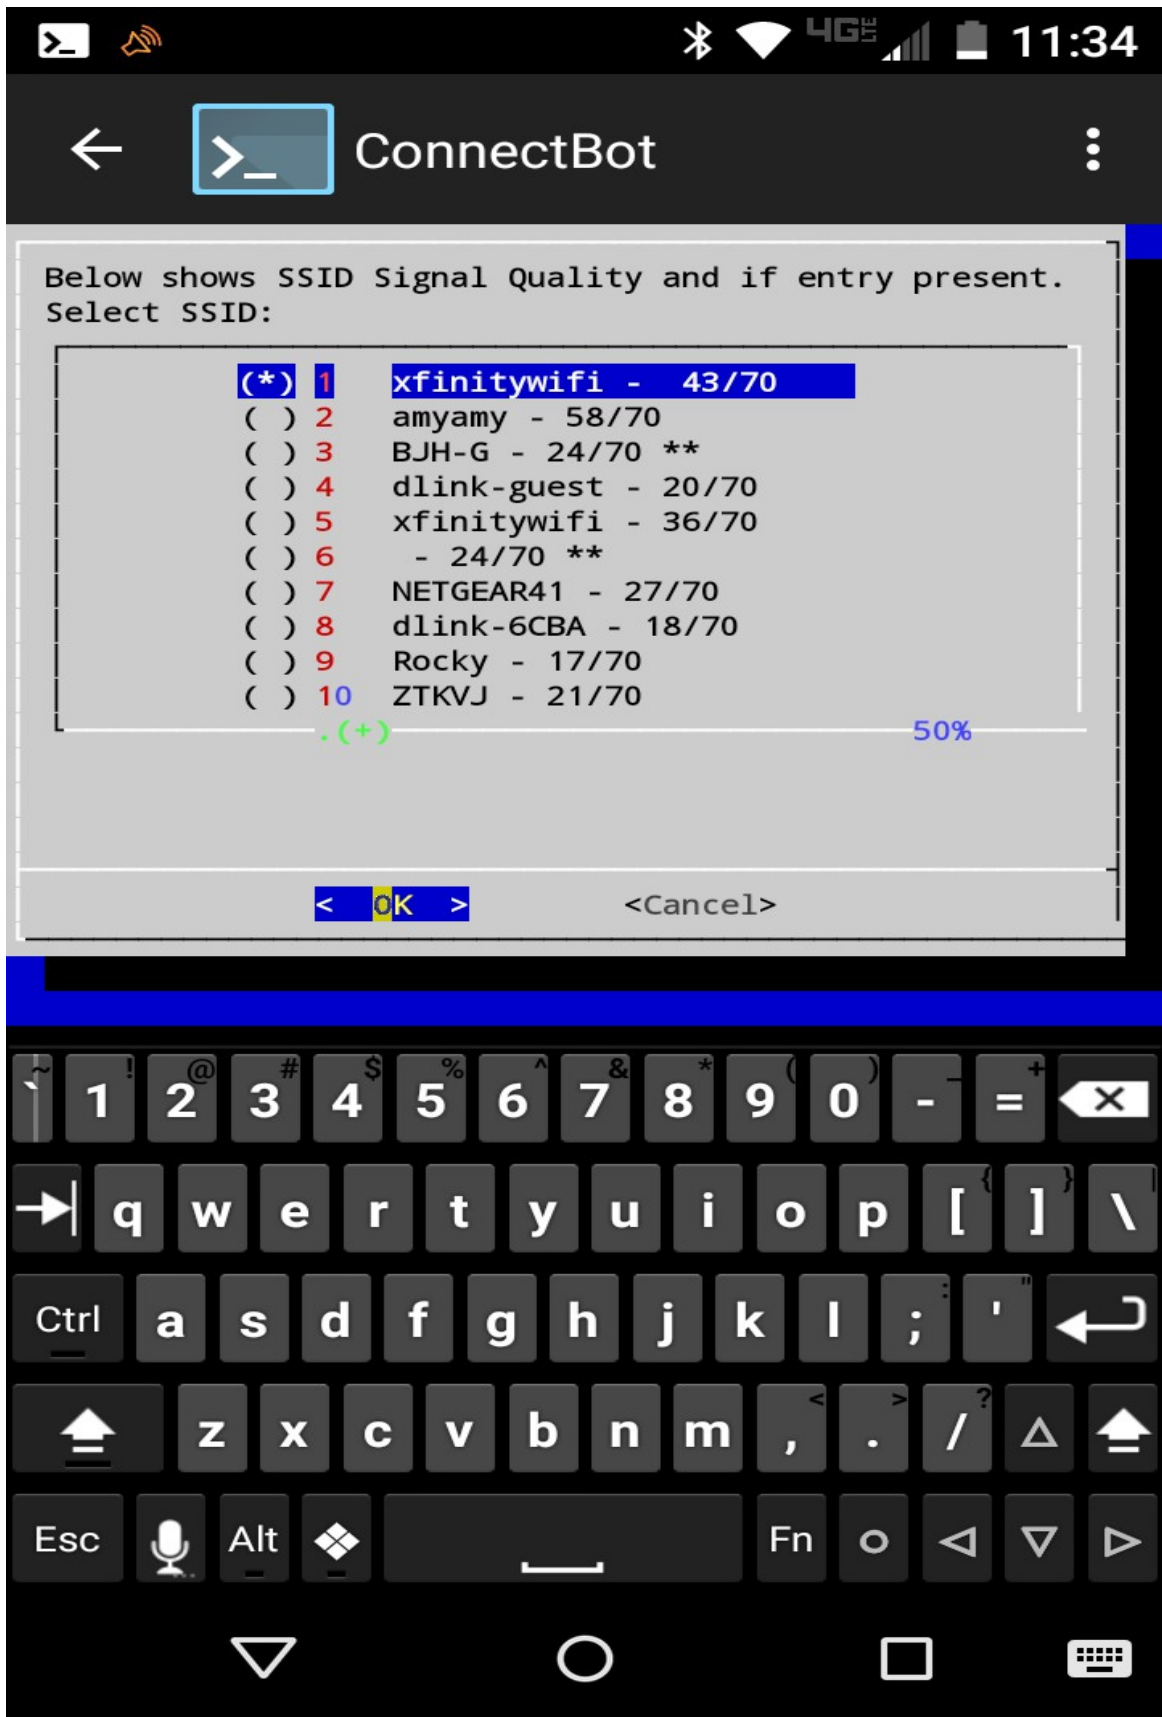 >_ 4G LTE 11:34
>_ ConnectBot
Below shows SSID Signal Quality and if entry present.
Select SSID:
(*) 1 xfinitywifi - 43/70
( ) 2 amyamy - 58/70
( ) 3 BJH-G - 24/70 **
( ) 4 dlink-guest - 20/70
( ) 5 xfinitywifi - 36/70
( ) 6 - 24/70 **
( ) 7 NETGEAR41 - 27/70
( ) 8 dlink-6CBA - 18/70
( ) 9 Rocky - 17/70
( ) 10 ZTKVJ - 21/70
.(+) 50%
< OK > <Cancel>
~ ! @ # $ % ^ & * ( ) _ +
` 1 2 3 4 5 6 7 8 9 0 - =
{ } |
q w e r t y u i o p [ ] \
: "
Ctrl a s d f g h j k l ; '
< > ?
z x c v b n m , . /
Esc Alt Fn